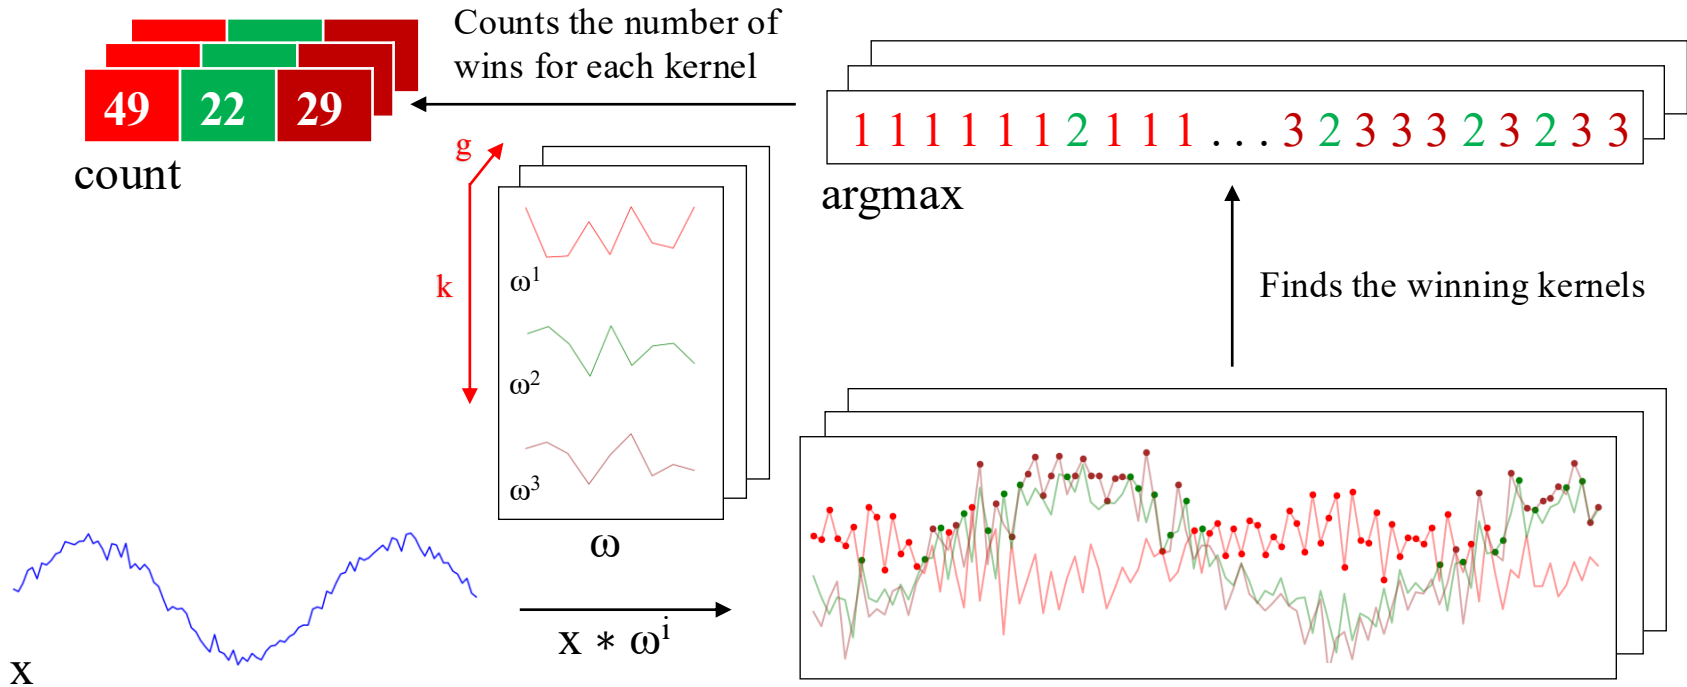 Counts the number of
wins for each kernel
49 22 29
count
1 1 1 1 1 1 2 1 1 1 . . . 3 2 3 3 3 2 3 2 3 3
argmax
g
k
ω¹
ω²
ω³
ω
Finds the winning kernels
x
x * ωⁱ